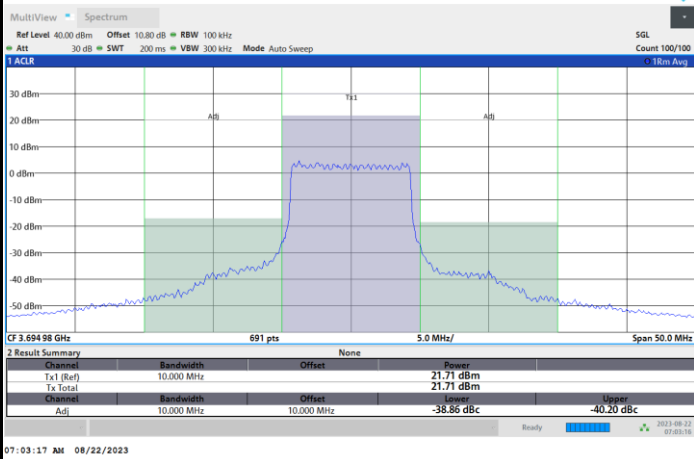 MultiView Spectrum
Ref Level 40.00 dBm Offset 10.80 dB RBW 100 kHz SGL
Att 30 dB SWT 200 ms VBW 300 kHz Mode Auto Sweep Count 100/100
1 ACLR 1Rm Avg
30 dBm
Tx1
20 dBm
Adj Adj
10 dBm
0 dBm
-10 dBm
-20 dBm
-30 dBm
-40 dBm
-50 dBm
CF 3.694 98 GHz 691 pts 5.0 MHz/ Span 50.0 MHz
2 Result Summary None
Channel Bandwidth Offset Power
Tx1 (Ref) 10.000 MHz 21.71 dBm
Tx Total 21.71 dBm
Channel Bandwidth Offset Lower Upper
Adj 10.000 MHz 10.000 MHz -38.86 dBc -40.20 dBc
Ready 2023-08-22
07:03:16
07:03:17 AM 08/22/2023